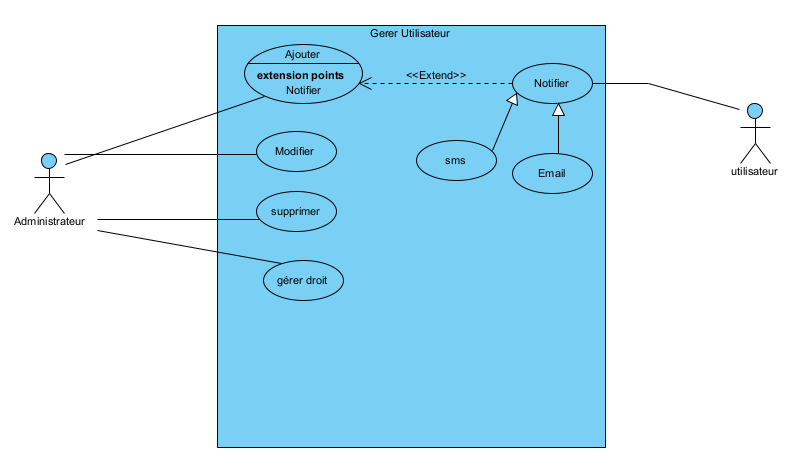 Gerer Utilisateur
Ajouter
extension points
Notifier
<<Extend>>
Notifier
Modifier
sms
Email
utilisateur
supprimer
Administrateur
gérer droit